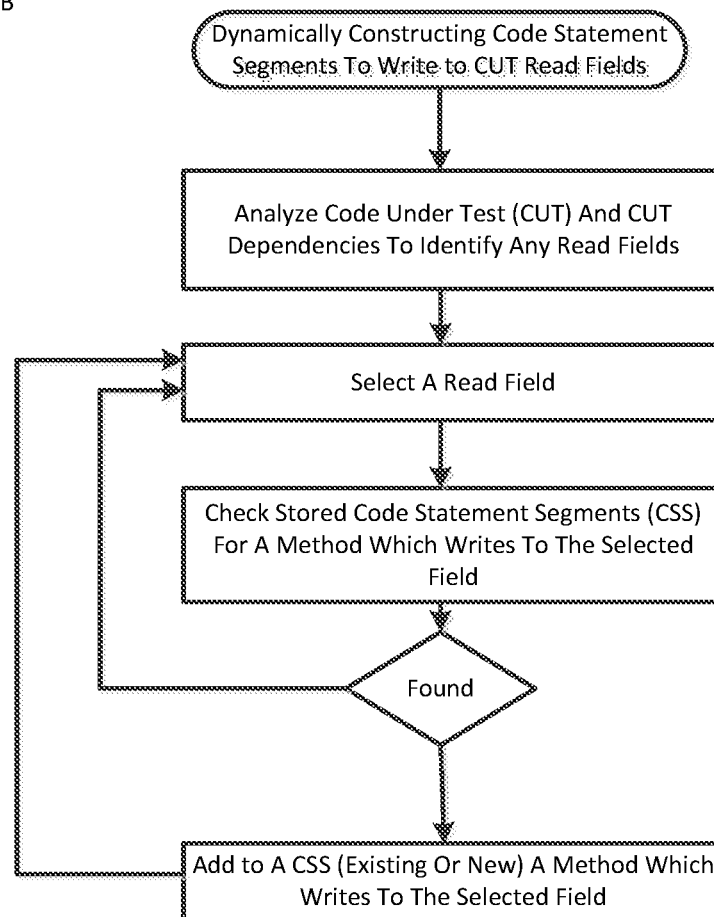 B
Dynamically Constructing Code Statement
Segments To Write to CUT Read Fields
Analyze Code Under Test (CUT) And CUT
Dependencies To Identify Any Read Fields
Select A Read Field
Check Stored Code Statement Segments (CSS)
For A Method Which Writes To The Selected
Field
Found
Add to A CSS (Existing Or New) A Method Which
Writes To The Selected Field